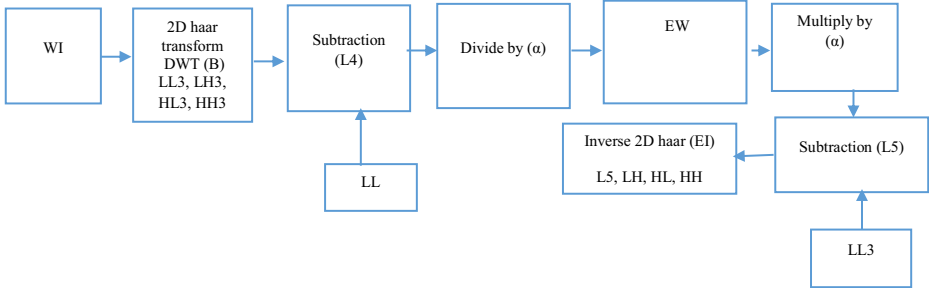 WI
2D haar
transform
DWT (B)
LL3, LH3,
HL3, HH3
Subtraction
(L4)
LL
Divide by (α)
EW
Multiply by
(α)
Subtraction (L5)
LL3
Inverse 2D haar (EI)
L5, LH, HL, HH